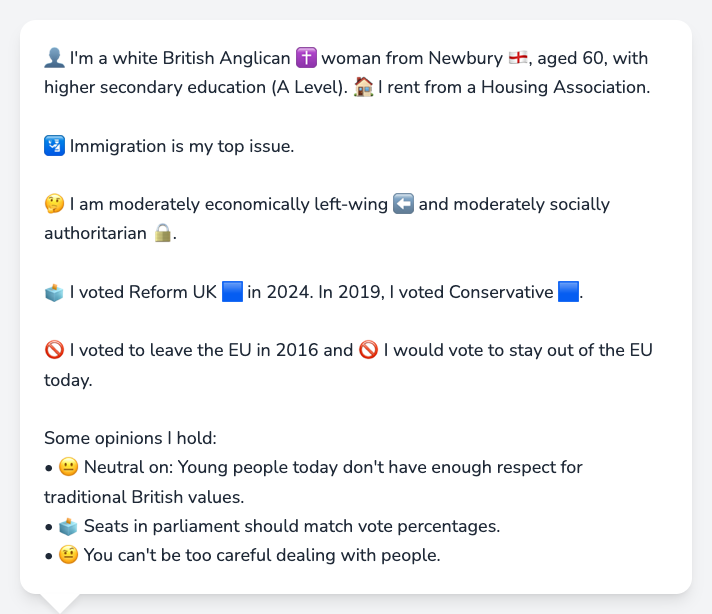 👤 I'm a white British Anglican ✝️ woman from Newbury 🏴󠁧󠁢󠁥󠁮󠁧󠁿, aged 60, with
higher secondary education (A Level). 🏠 I rent from a Housing Association.
🛂 Immigration is my top issue.
🤔 I am moderately economically left-wing ⬅️ and moderately socially
authoritarian 🔒.
🗳️ I voted Reform UK 🟦 in 2024. In 2019, I voted Conservative 🟦.
🚫 I voted to leave the EU in 2016 and 🚫 I would vote to stay out of the EU
today.
Some opinions I hold:
• 😐 Neutral on: Young people today don't have enough respect for
traditional British values.
• 🗳️ Seats in parliament should match vote percentages.
• 🤨 You can't be too careful dealing with people.